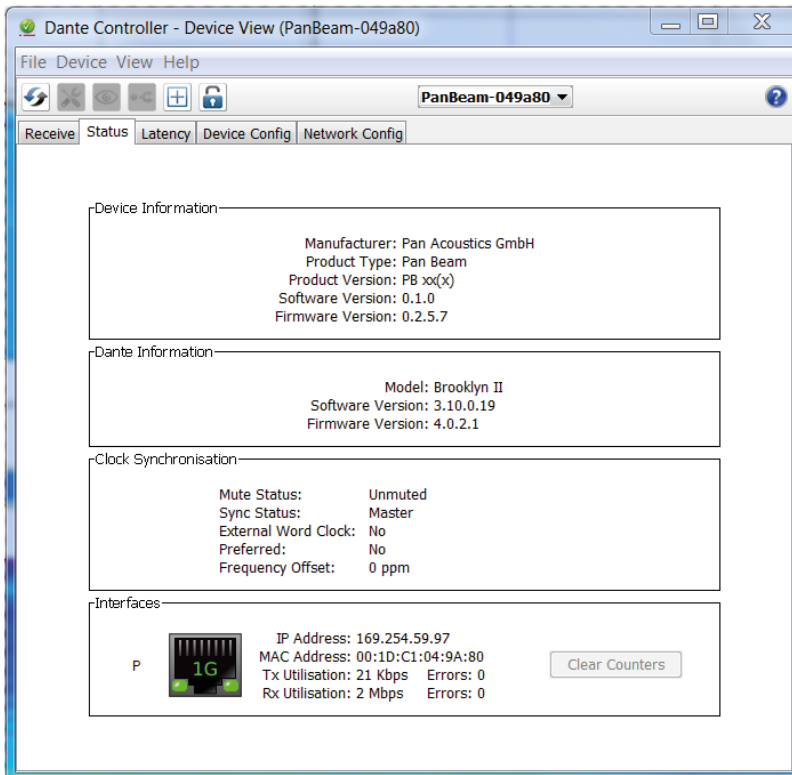 Dante Controller - Device View (PanBeam-049a80)
File Device View Help
PanBeam-049a80
Receive Status Latency Device Config Network Config
Device Information
Manufacturer: Pan Acoustics GmbH
Product Type: Pan Beam
Product Version: PB xx(x)
Software Version: 0.1.0
Firmware Version: 0.2.5.7
Dante Information
Model: Brooklyn II
Software Version: 3.10.0.19
Firmware Version: 4.0.2.1
Clock Synchronisation
Mute Status: Unmuted
Sync Status: Master
External Word Clock: No
Preferred: No
Frequency Offset: 0 ppm
Interfaces
P
1G
IP Address: 169.254.59.97
MAC Address: 00:1D:C1:04:9A:80
Tx Utilisation: 21 Kbps Errors: 0
Rx Utilisation: 2 Mbps Errors: 0
Clear Counters